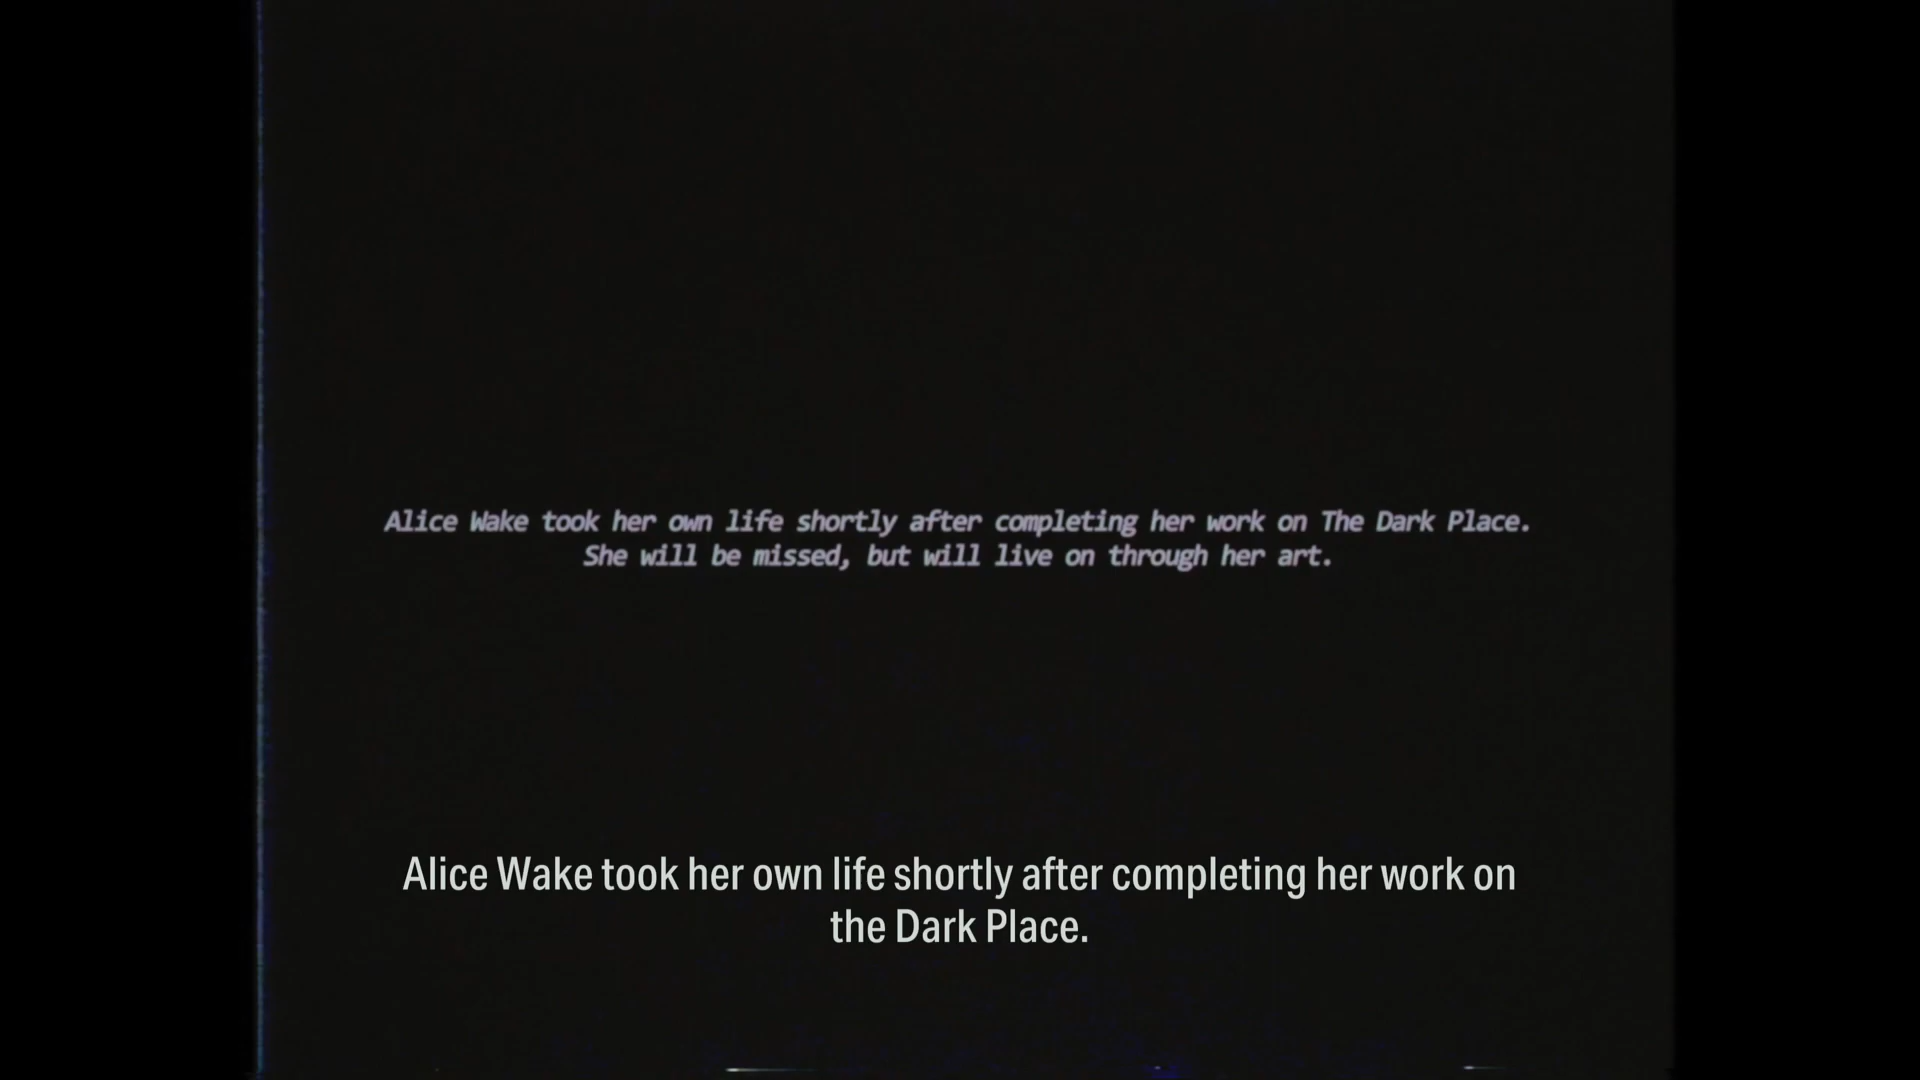 Alice Wake took her own life shortly after completing her work on The Dark Place.
She will be missed, but will live on through her art.
Alice Wake took her own life shortly after completing her work on
the Dark Place.